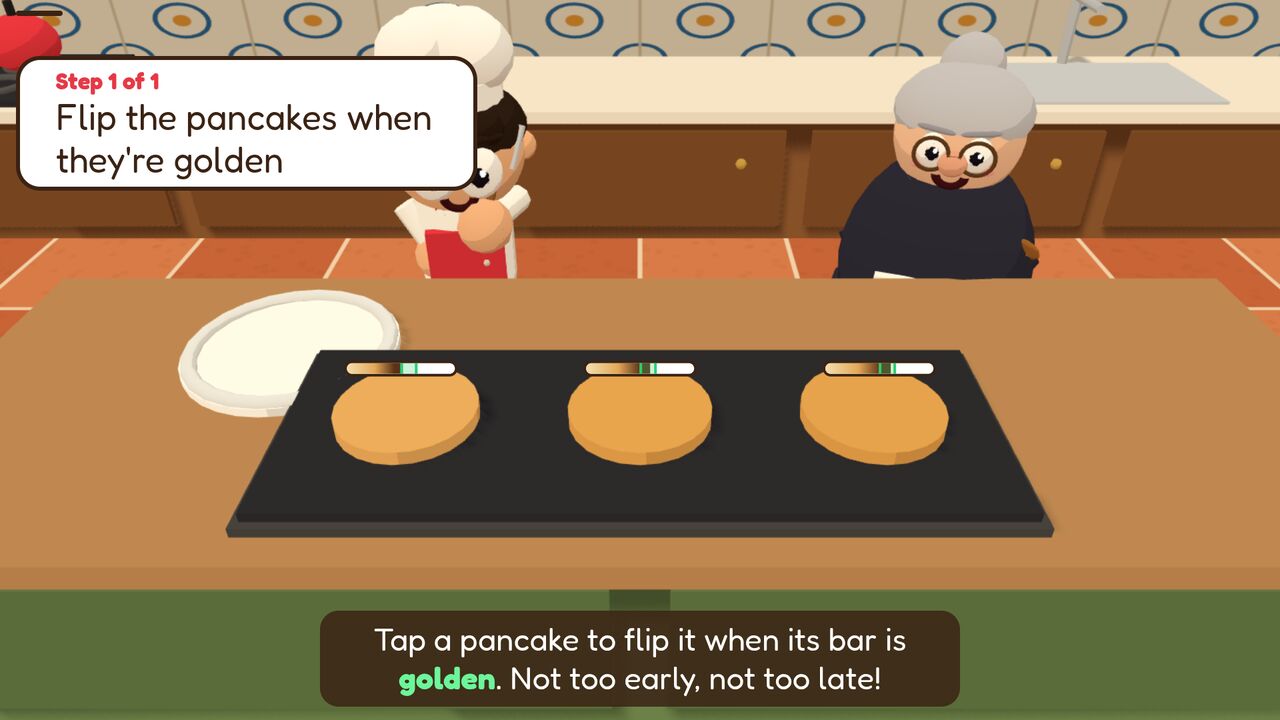 Step 1 of 1
Flip the pancakes when
they're golden
Tap a pancake to flip it when its bar is
golden. Not too early, not too late!